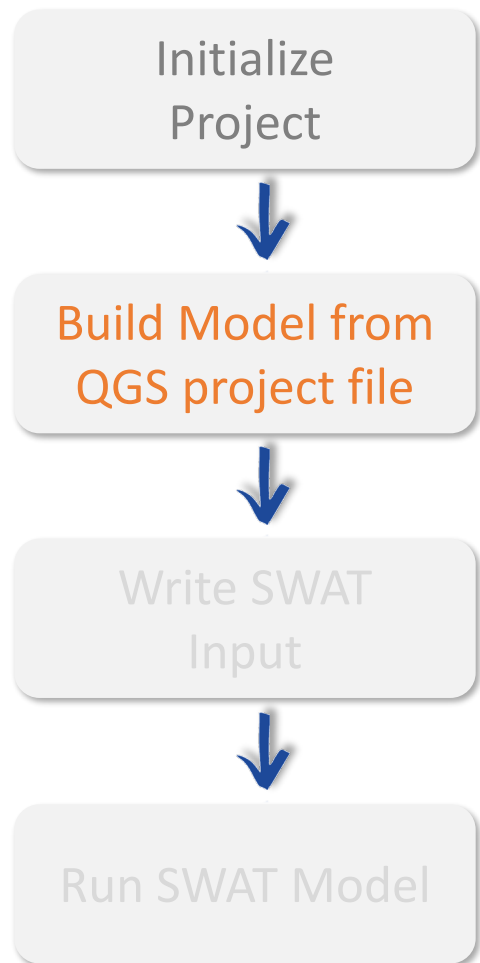 Initialize
Project
Build Model from
QGS project file
Write SWAT
Input
Run SWAT Model